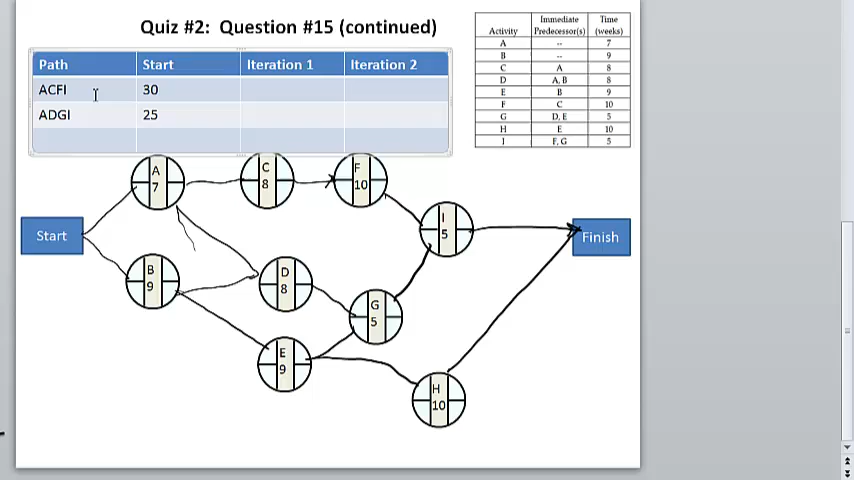 Quiz #2: Question #15 (continued)
Path Start Iteration 1 Iteration 2
ACFI 30
ADGI 25
Activity Immediate Predecessor(s) Time (weeks)
A -- 7
B -- 9
C A 8
D A, B 8
E B 9
F C 10
G D, E 5
H E 10
I F, G 5
A
7
C
8
F
10
I
5
Start
Finish
B
9
D
8
G
5
E
9
H
10